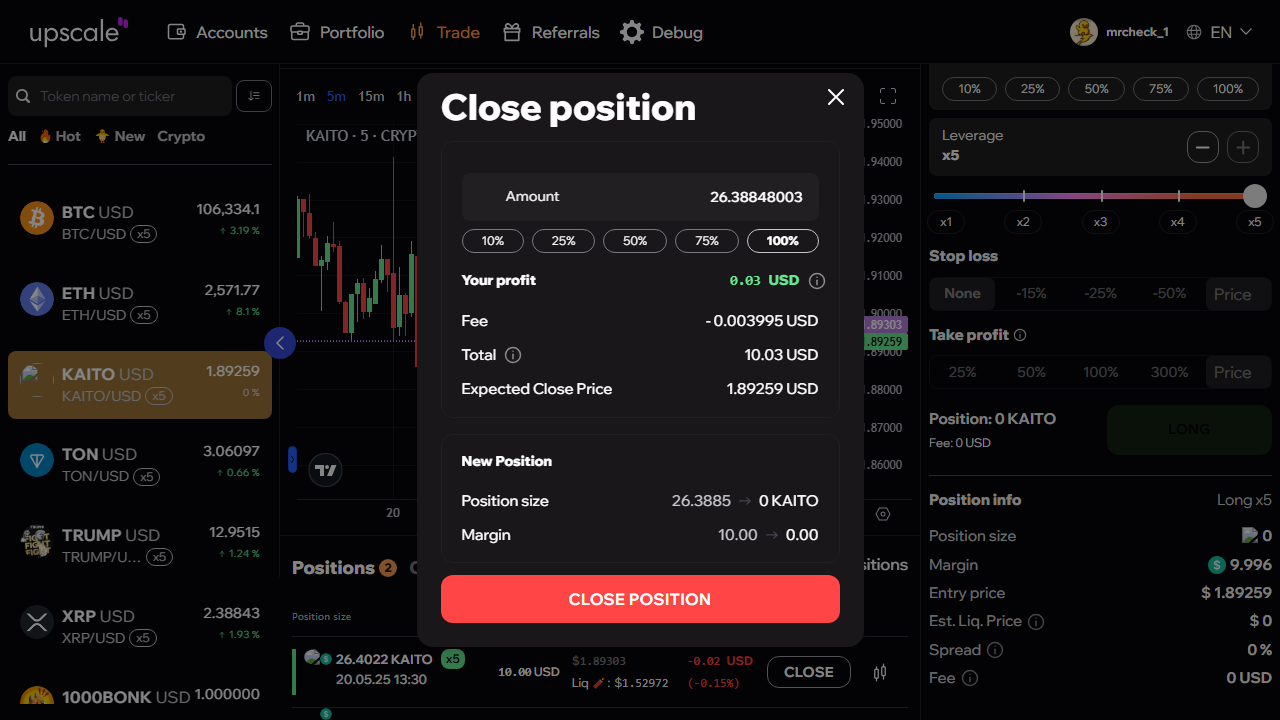 upscale
Accounts
Portfolio
Trade
Referrals
Debug
mrcheck_1
EN
Token name or ticker
All
Hot
New
Crypto
BTC USD
106,334.1
BTC/USD x5
↑ 3.19 %
ETH USD
2,571.77
ETH/USD x5
↑ 8.1 %
KAITO USD
1.89259
KAITO/USD x5
0 %
TON USD
3.06097
TON/USD x5
↑ 0.66 %
TRUMP USD
12.9515
TRUMP/U... x5
↑ 1.24 %
XRP USD
2.38843
XRP/USD x5
↑ 1.93 %
1000BONK USD
1.000000
1m 5m 15m 1h
KAITO · 5 · CRYP
1.95000
1.94000
1.93000
1.92000
1.91000
1.90000
1.89303
1.89259
1.89000
1.88000
1.87000
1.86000
20
Close position
Amount
26.38848003
10% 25% 50% 75% 100%
Your profit
0.03 USD
Fee
-0.003995 USD
Total
10.03 USD
Expected Close Price
1.89259 USD
New Position
Position size
26.3885 → 0 KAITO
Margin
10.00 → 0.00
CLOSE POSITION
Positions 2
sitions
Position size
26.4022 KAITO x5
20.05.25 13:30
10.00 USD
$1.89303
Liq : $1.52972
-0.02 USD
(-0.15%)
CLOSE
10% 25% 50% 75% 100%
Leverage
x5
x1 x2 x3 x4 x5
Stop loss
None -15% -25% -50% Price
Take profit
25% 50% 100% 300% Price
Position: 0 KAITO
Fee: 0 USD
LONG
Position info
Long x5
Position size
0
Margin
9.996
Entry price
$ 1.89259
Est. Liq. Price
$ 0
Spread
0 %
Fee
0 USD